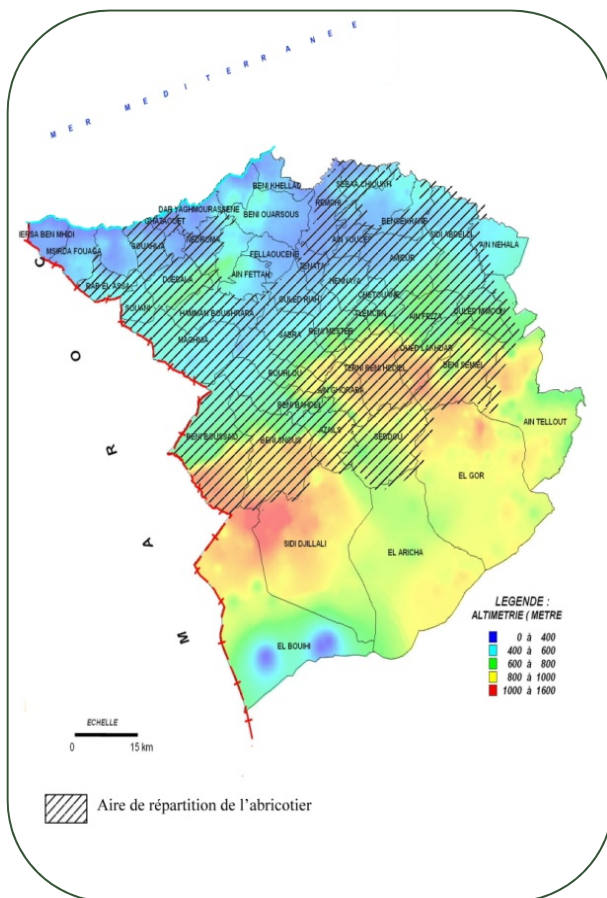 MER MEDITERRANEE
BENI KHELLAD
SEBAA CHIOUKH
DAR YAGHMOURASSENE
REMCHI
GHAZAOUET
BENI OUARSOUS
BENSEKRANE
SIDI ABDELLI
SOUAHLIA
NEDROMA
AIN YOUCEF
AIN NEHALA
MSIRDA FOUAGA
FELLAOUCENE
ZENATA
AMIEUR
DJEBALA
AIN FETTAH
HENNAYA
SOUANI
OULED RIAH
CHETOUANE
HAMMAN BOUGHRARA
TLEMCEN
AIN FEZZA
OULED MIMOUN
MAGHNIA
SABRA
BENI MESTER
OUED LAKHDAR
BOUHLOU
TERNI BENI HEDIEL
BENI SEMIEL
AIN GHORABA
BENI BAHDEL
AIN TELLOUT
AZAILS
BENI BOUSSAID
BENI SNOUS
SEBDOU
EL GOR
SIDI DJILLALI
EL ARICHA
EL BOUIHI
M A R O C
LEGENDE :
ALTIMETRIE ( METRE
0 à 400
400 à 600
600 à 800
800 à 1000
1000 à 1600
ECHELLE
0 15 km
Aire de répartition de l'abricotier